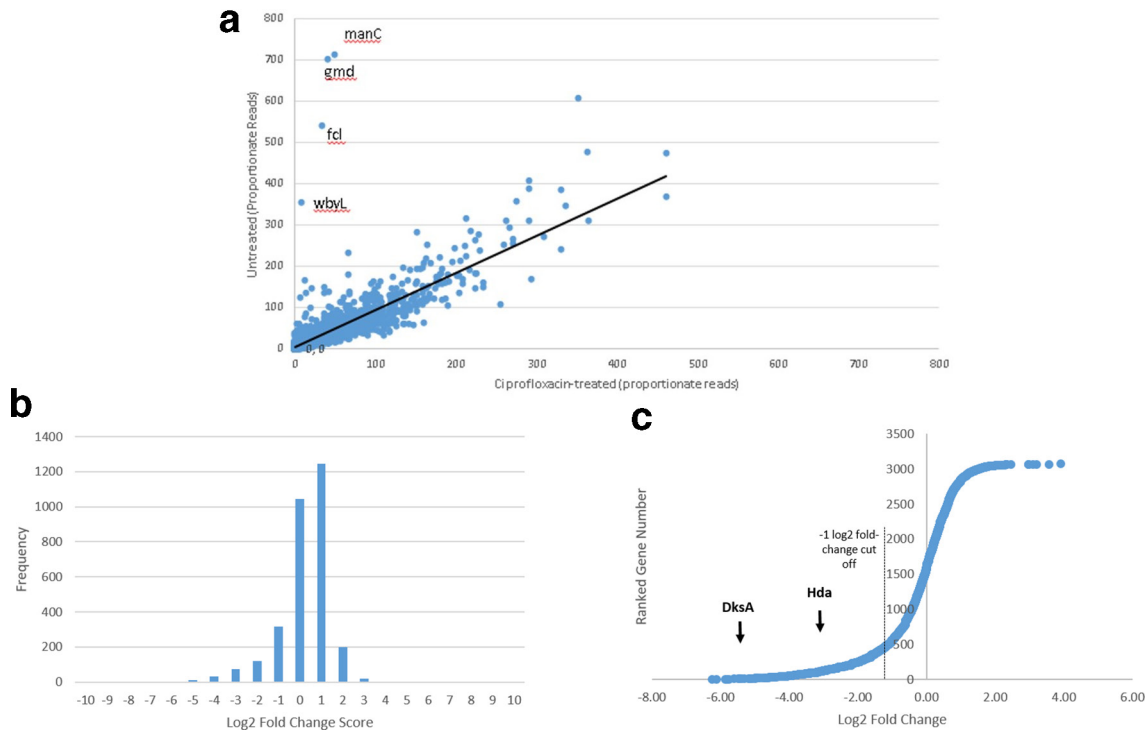 a
800
700
600
500
400
300
200
100
0
Untreated (Proportionate Reads)
manC
gmd
fcl
wbyL
0, 0
0 100 200 300 400 500 600 700 800
Ciprofloxacin-treated (proportionate reads)
b
1400
1200
1000
800
600
400
200
0
Frequency
-10 -9 -8 -7 -6 -5 -4 -3 -2 -1 0 1 2 3 4 5 6 7 8 9 10
Log2 Fold Change Score
c
3500
3000
2500
2000
1500
1000
500
0
Ranked Gene Number
-1 log2 fold-
change cut
off
DksA
Hda
-8.00 -6.00 -4.00 -2.00 0.00 2.00 4.00 6.00
Log2 Fold Change